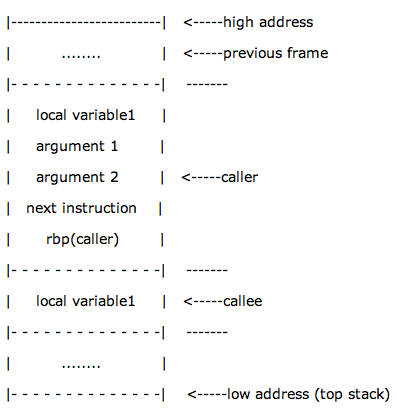 |-------------------------| <-----high address
| ........ | <-----previous frame
|- - - - - - - - - - - - - -| -------
| local variable1 |
| argument 1 |
| argument 2 | <-----caller
| next instruction |
| rbp(caller) |
|- - - - - - - - - - - - - -| -------
| local variable1 | <-----callee
|- - - - - - - - - - - - - -| -------
| ........ |
|- - - - - - - - - - - - - -| <-----low address (top stack)